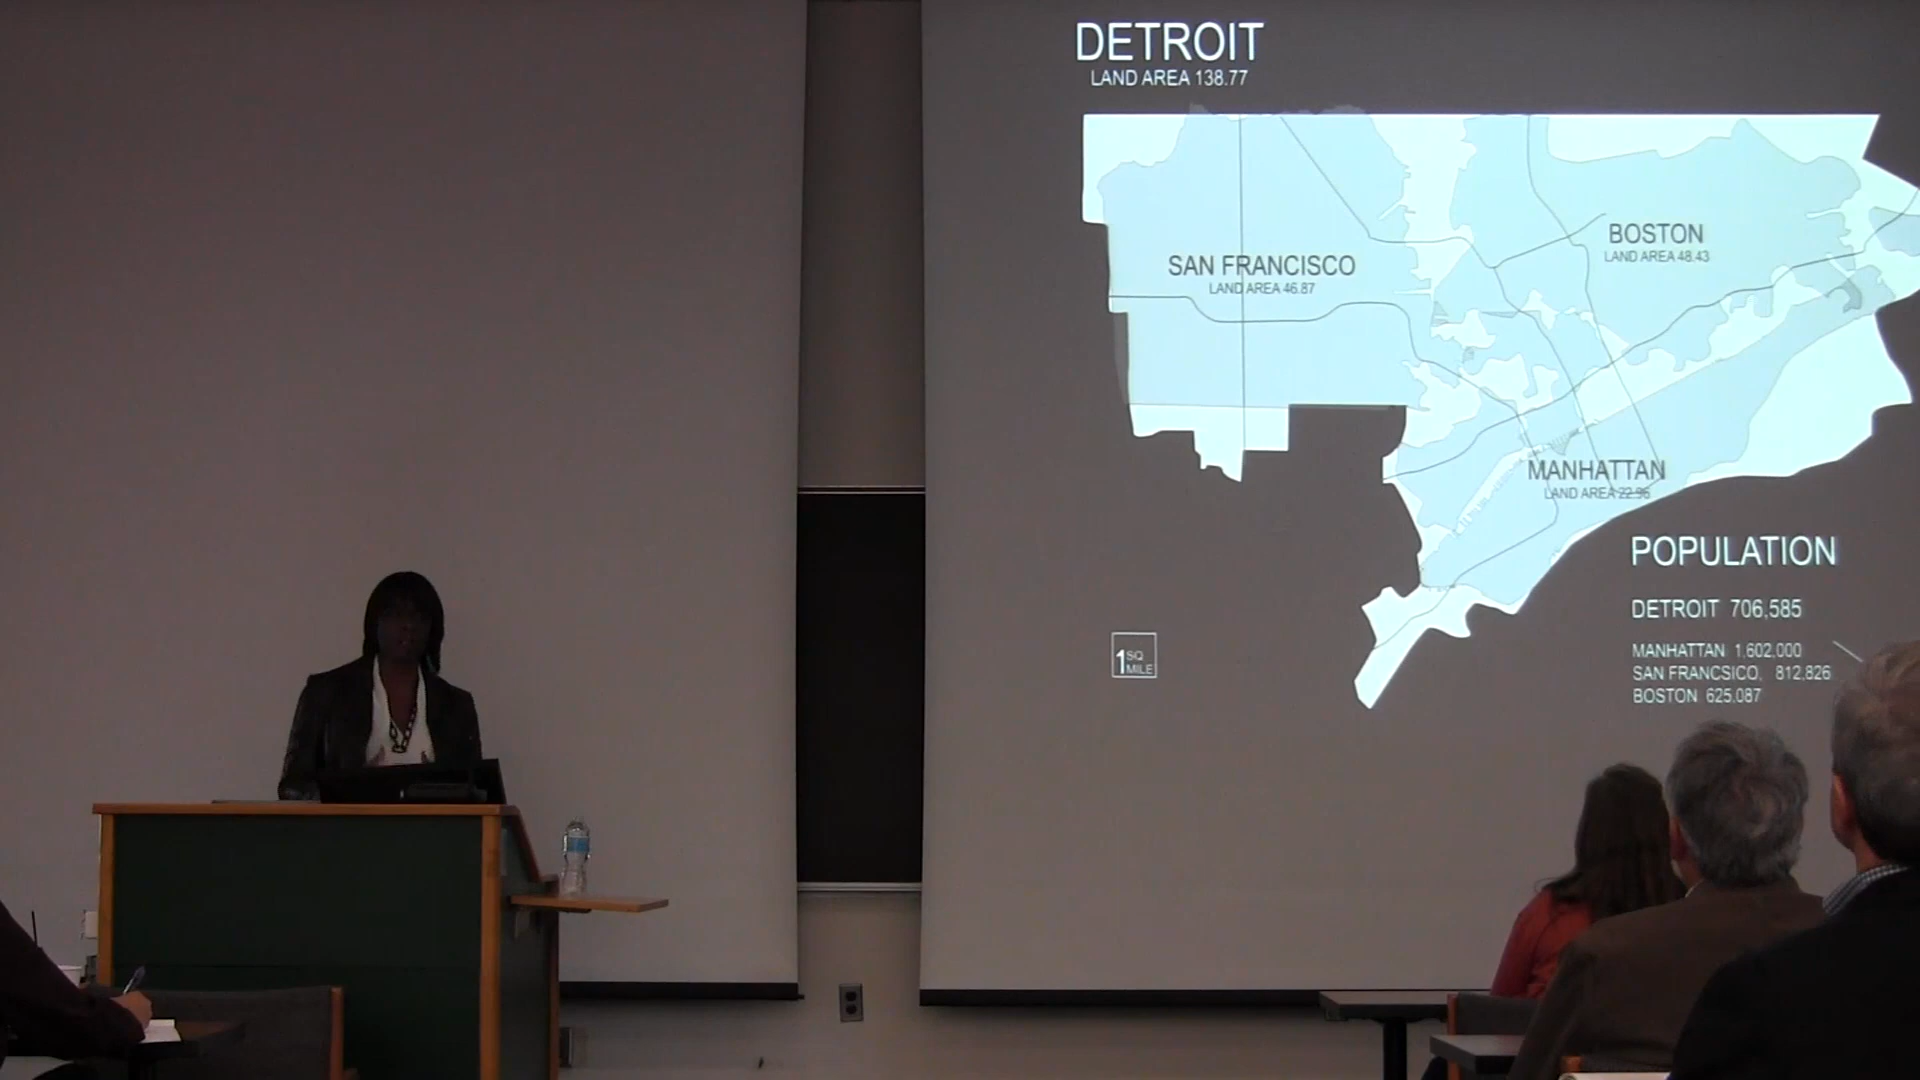 DETROIT
LAND AREA 138.77
SAN FRANCISCO
LAND AREA 46.87
BOSTON
LAND AREA 48.43
MANHATTAN
LAND AREA 22.96
1 SQ
MILE
POPULATION
DETROIT 706,585
MANHATTAN 1,602,000
SAN FRANCSICO, 812,826
BOSTON 625,087